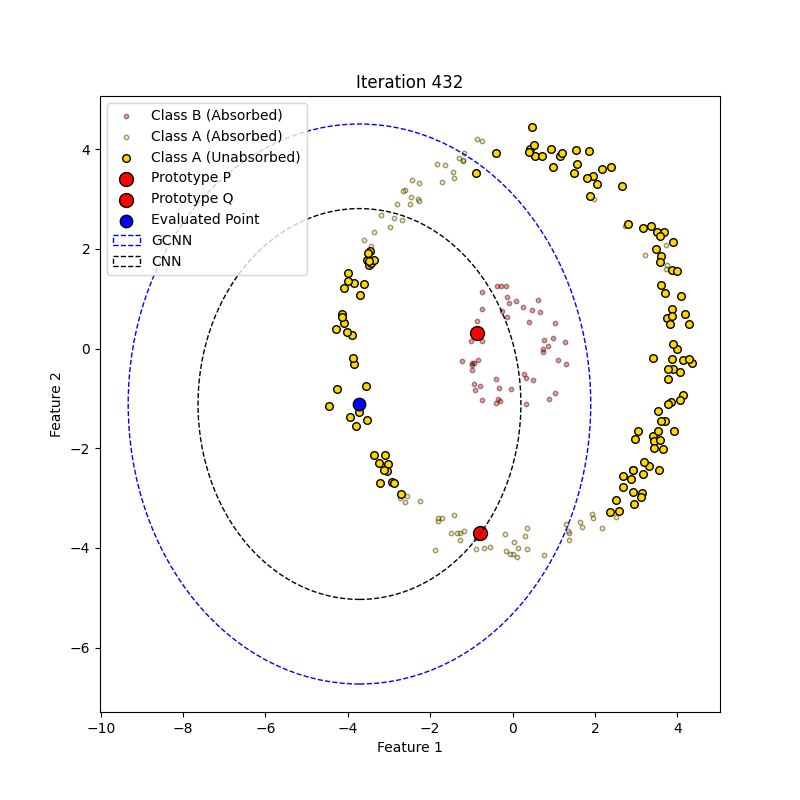 Iteration 432
Class B (Absorbed)
Class A (Absorbed)
Class A (Unabsorbed)
Prototype P
Prototype Q
Evaluated Point
GCNN
CNN
4
2
0
−2
−4
−6
Feature 2
−10
−8
−6
−4
−2
0
2
4
Feature 1